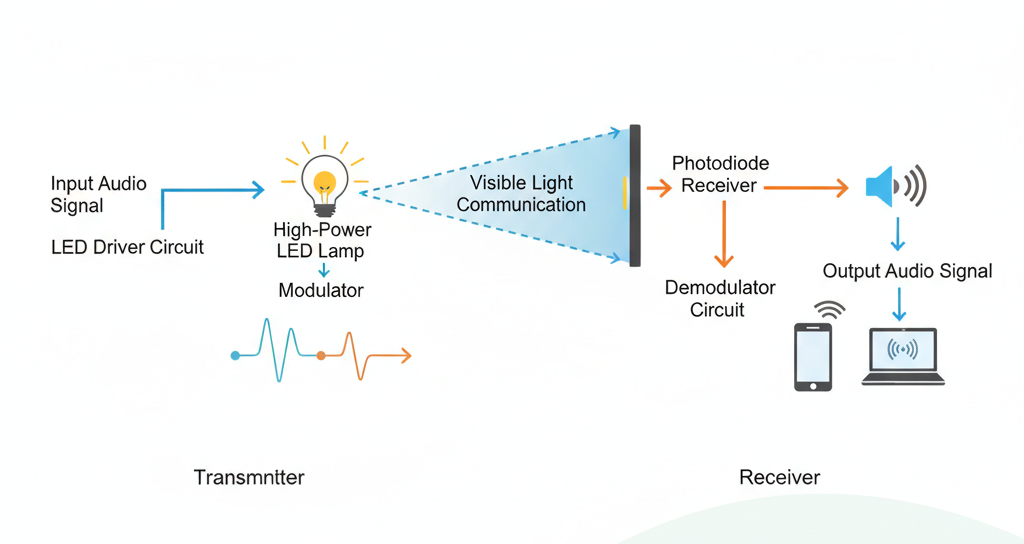 Input Audio
Signal
LED Driver Circuit
High-Power
LED Lamp
Modulator
Visible Light
Communication
Photodiode
Receiver
Demodulator
Circuit
Output Audio Signal
Transmntter
Receiver